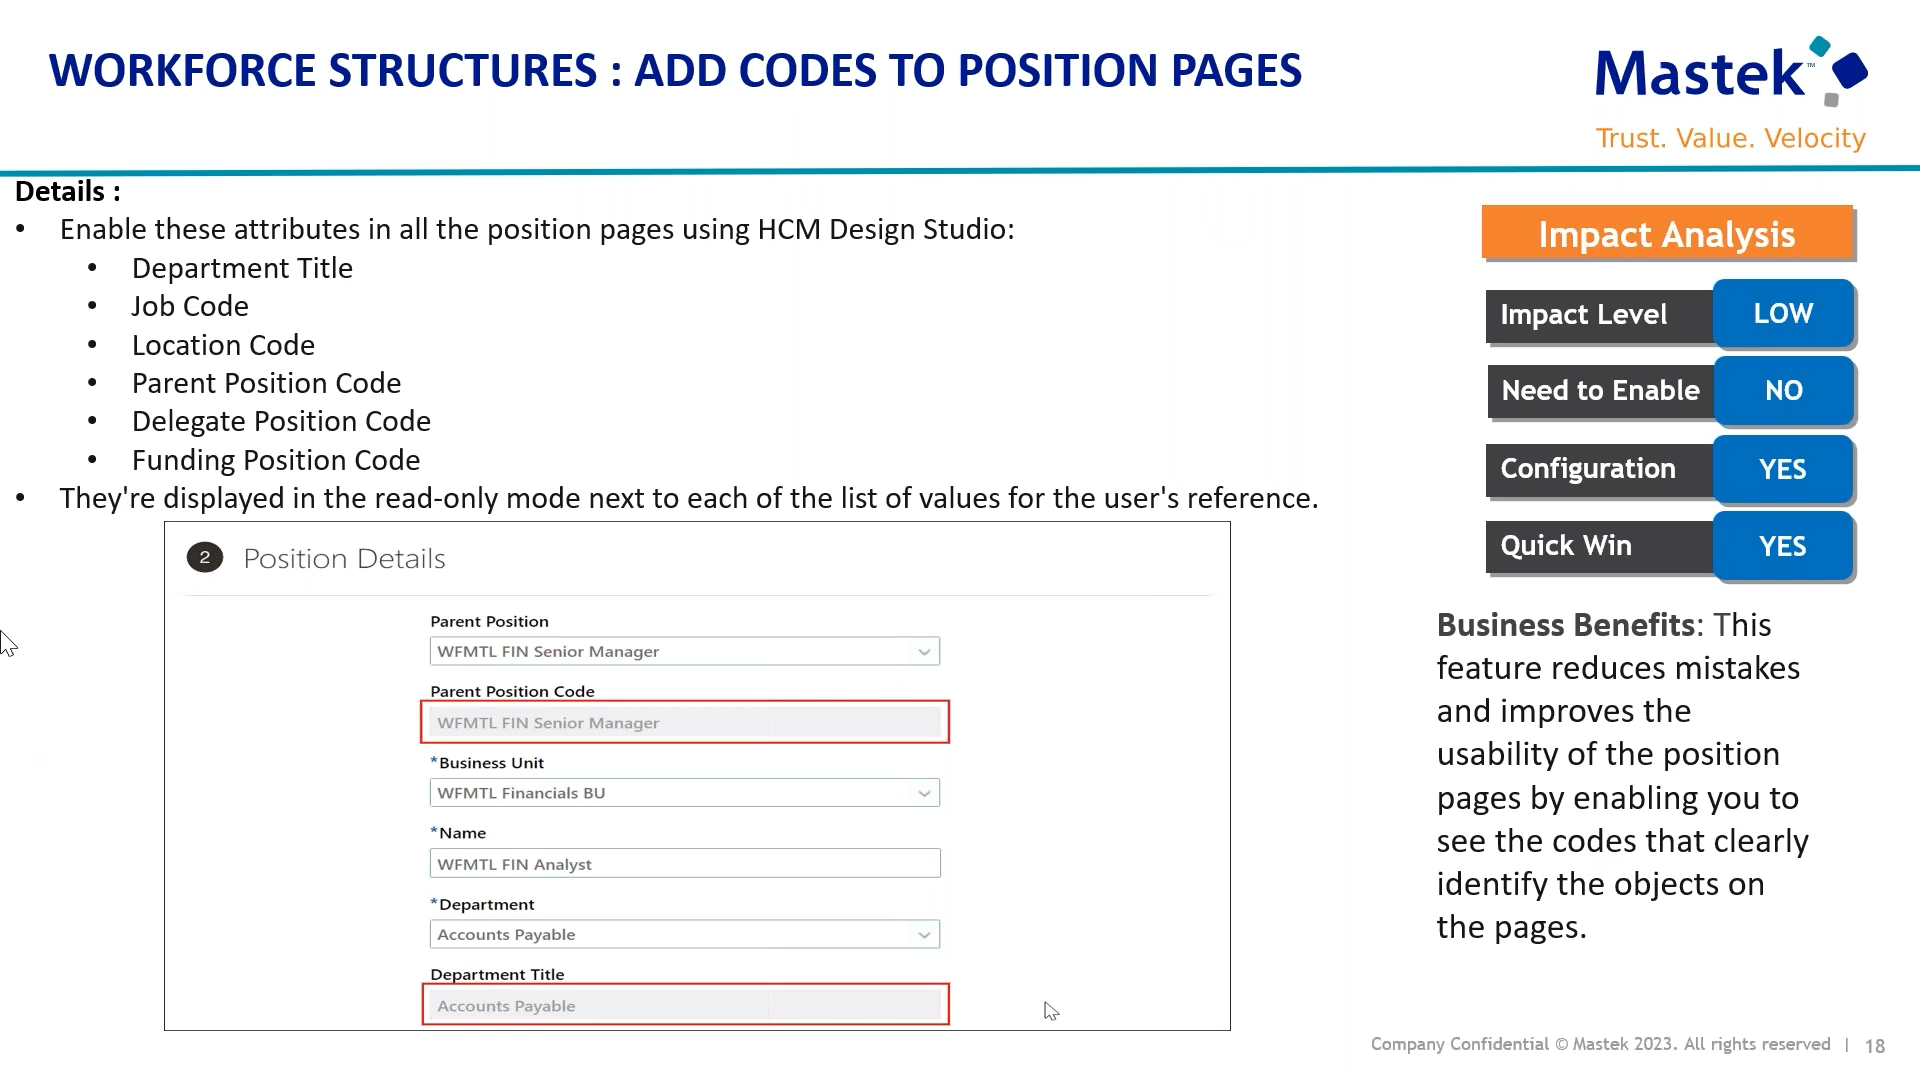 WORKFORCE STRUCTURES : ADD CODES TO POSITION PAGES
Mastek™
Trust. Value. Velocity
Details :
• Enable these attributes in all the position pages using HCM Design Studio:
• Department Title
• Job Code
• Location Code
• Parent Position Code
• Delegate Position Code
• Funding Position Code
• They're displayed in the read-only mode next to each of the list of values for the user's reference.
2 Position Details
Parent Position
WFMTL FIN Senior Manager
Parent Position Code
WFMTL FIN Senior Manager
*Business Unit
WFMTL Financials BU
*Name
WFMTL FIN Analyst
*Department
Accounts Payable
Department Title
Accounts Payable
Impact Analysis
Impact Level LOW
Need to Enable NO
Configuration YES
Quick Win YES
Business Benefits: This
feature reduces mistakes
and improves the
usability of the position
pages by enabling you to
see the codes that clearly
identify the objects on
the pages.
Company Confidential © Mastek 2023. All rights reserved | 18